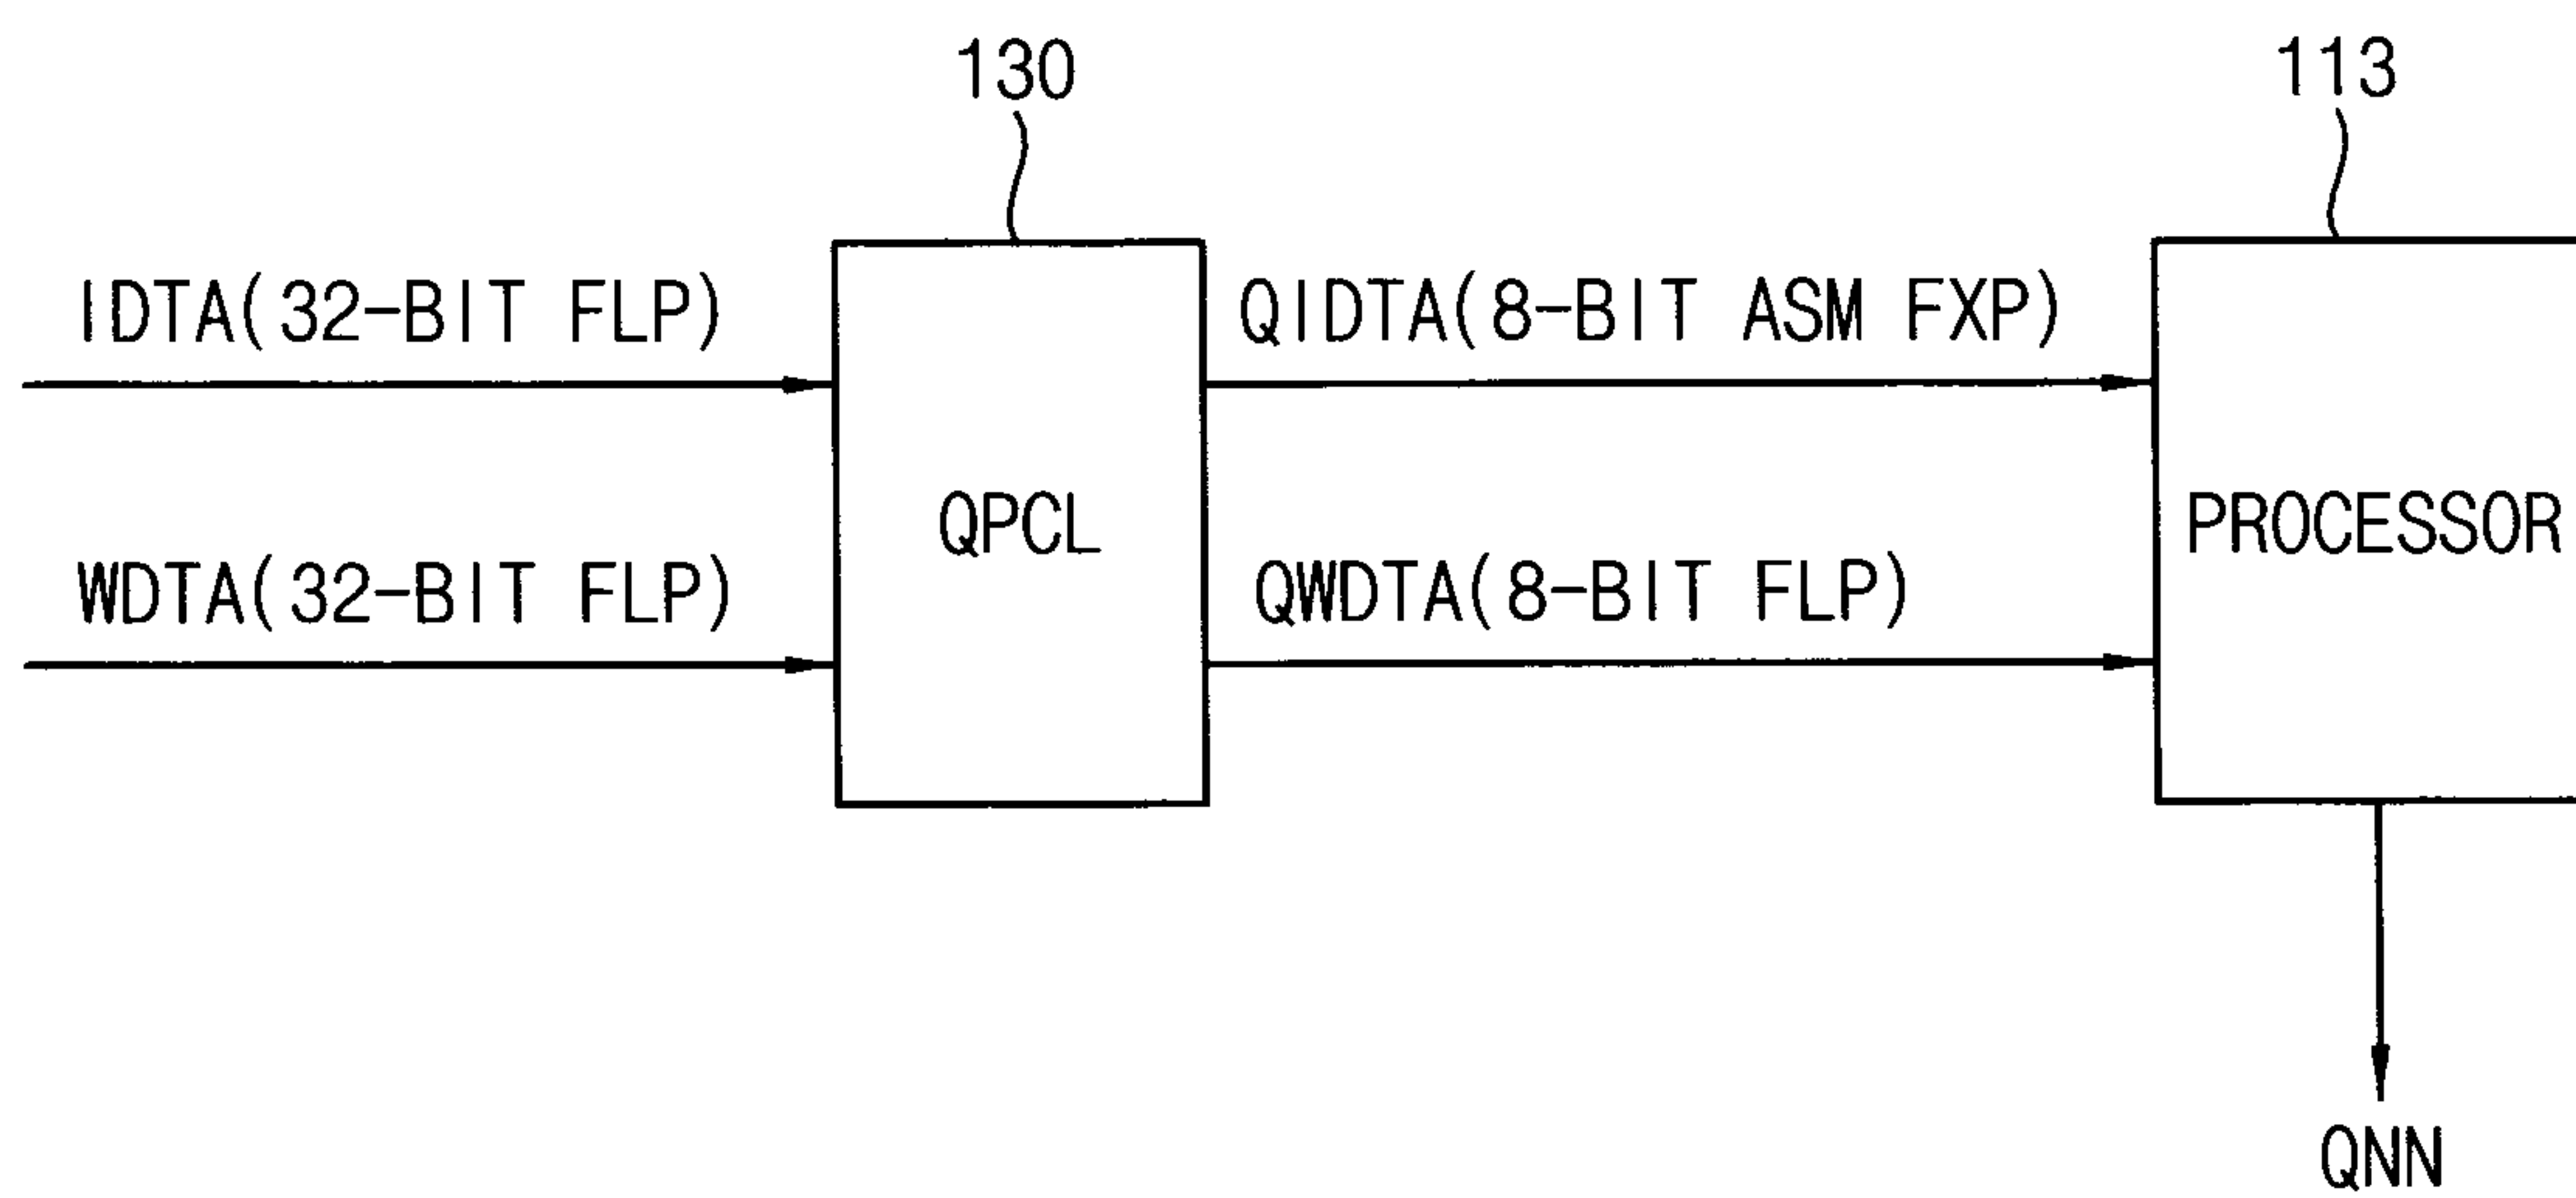 130
113
IDTA(32-BIT FLP)
QIDTA(8-BIT ASM FXP)
QPCL
PROCESSOR
WDTA(32-BIT FLP)
QWDTA(8-BIT FLP)
QNN